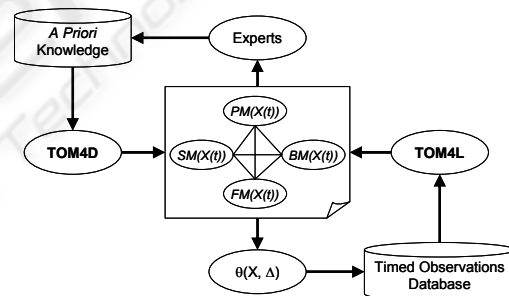 A Priori
Knowledge
Experts
PM(X(t))
TOM4D
SM(X(t))
BM(X(t))
TOM4L
FM(X(t))
θ(X, Δ)
Timed Observations
Database